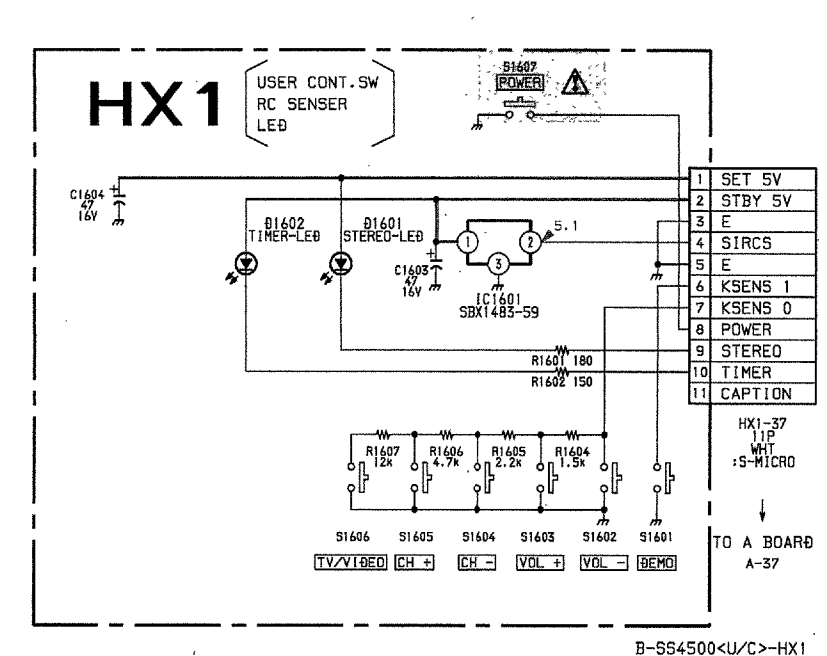 HX1
USER CONT.SW
RC SENSER
LED
S1607
POWER
C1604
47
16V
D1602
TIMER-LED
D1601
STEREO-LED
C1603
47
16V
1
2
3
5.1
IC1601
SBX1483-59
1 SET 5V
2 STBY 5V
3 E
4 SIRCS
5 E
6 KSENS 1
7 KSENS 0
8 POWER
9 STEREO
10 TIMER
11 CAPTION
R1601 180
R1602 150
HX1-37
11P
WHT
:S-MICRO
R1607
12k
R1606
4.7k
R1605
2.2k
R1604
1.5k
S1606
S1605
S1604
S1603
S1602
S1601
TV/VIDEO
CH +
CH -
VOL +
VOL -
DEMO
TO A BOARD
A-37
B-SS4500<U/C>-HX1